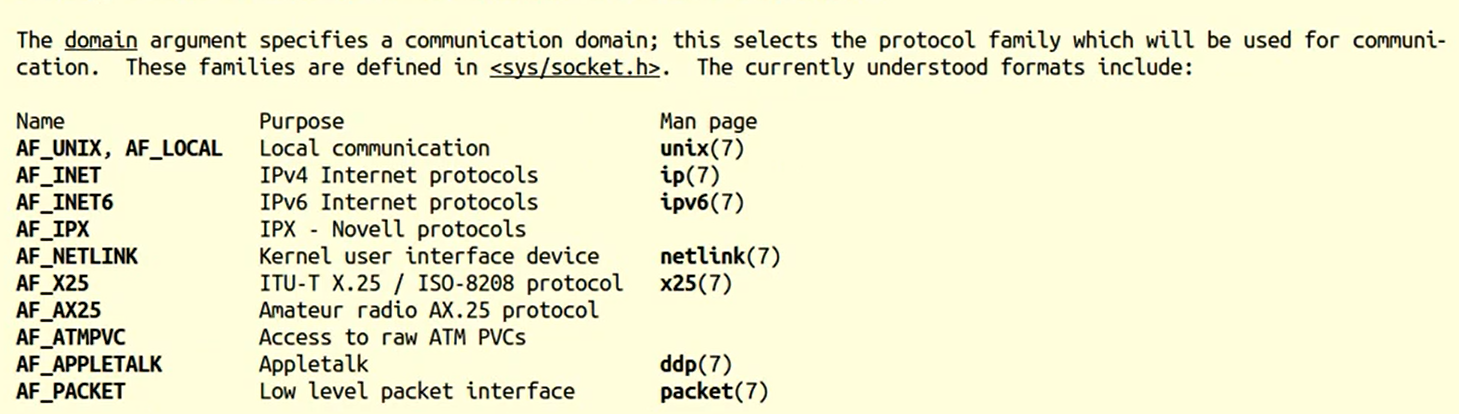 The domain argument specifies a communication domain; this selects the protocol family which will be used for communi-
cation.  These families are defined in <sys/socket.h>.  The currently understood formats include:
Name                Purpose                          Man page
AF_UNIX, AF_LOCAL   Local communication              unix(7)
AF_INET             IPv4 Internet protocols          ip(7)
AF_INET6            IPv6 Internet protocols          ipv6(7)
AF_IPX              IPX - Novell protocols
AF_NETLINK          Kernel user interface device     netlink(7)
AF_X25              ITU-T X.25 / ISO-8208 protocol   x25(7)
AF_AX25             Amateur radio AX.25 protocol
AF_ATMPVC           Access to raw ATM PVCs
AF_APPLETALK        Appletalk                        ddp(7)
AF_PACKET           Low level packet interface       packet(7)